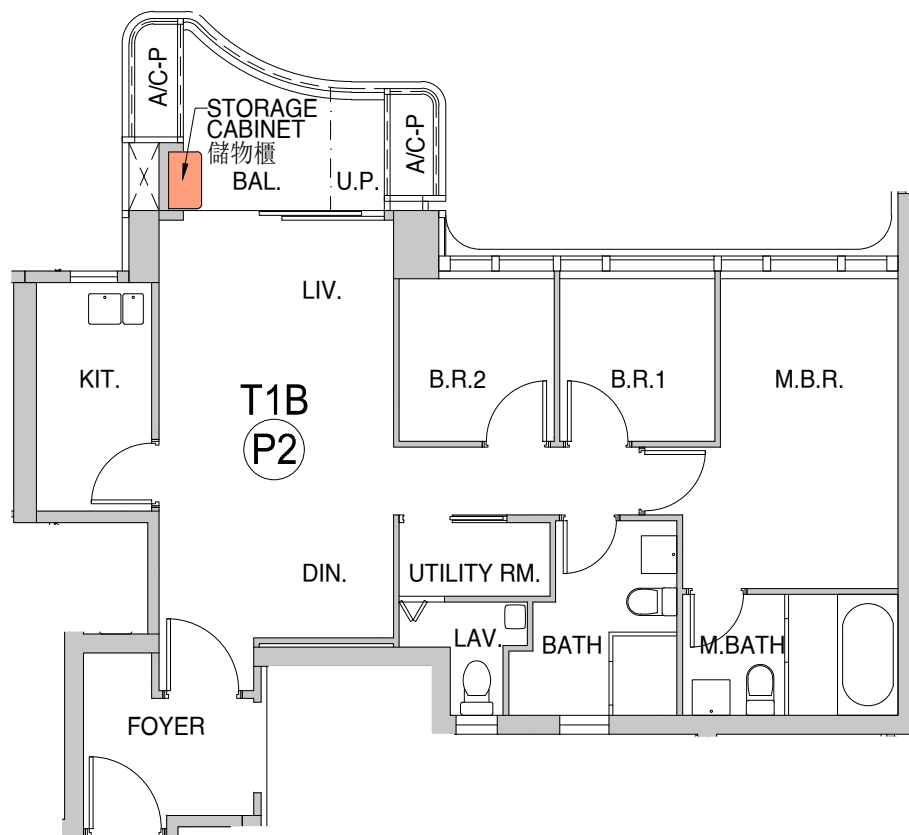 A/C-P
STORAGE
CABINET
儲物櫃
A/C-P
BAL.
U.P.
LIV.
KIT.
B.R.2
B.R.1
M.B.R.
T1B
P2
DIN.
UTILITY RM.
LAV.
BATH
M.BATH
FOYER